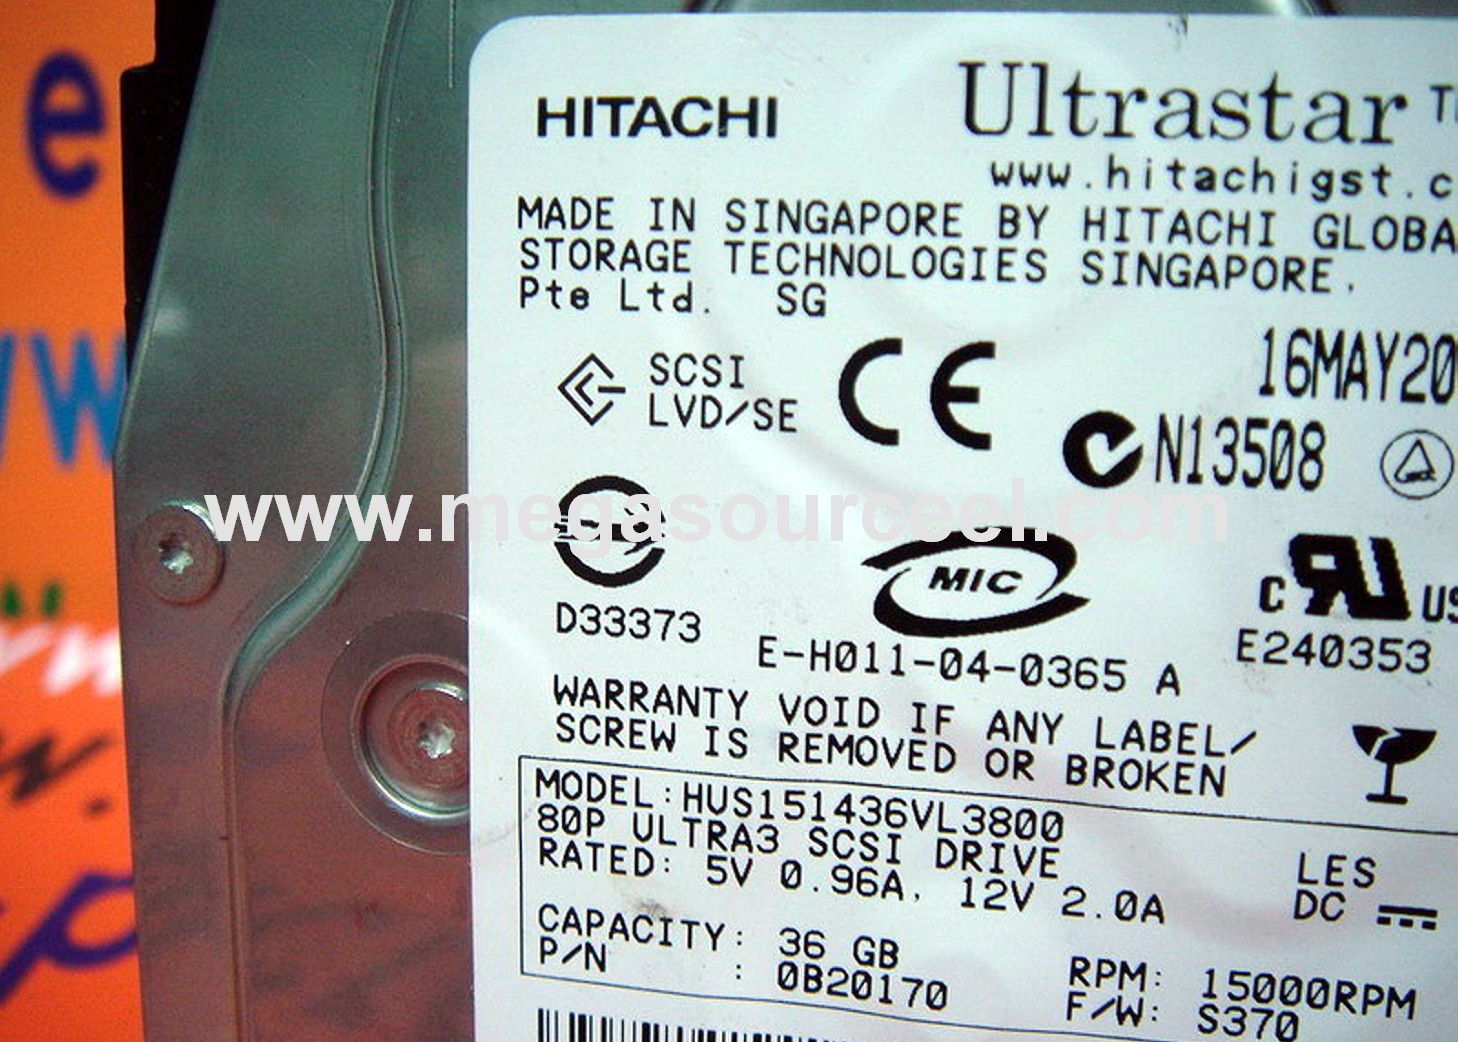 HITACHI
Ultrastar
www.hitachigst.c
MADE IN SINGAPORE BY HITACHI GLOBA
STORAGE TECHNOLOGIES SINGAPORE.
Pte Ltd. SG
16MAY20
SCSI
LVD/SE
CE
N13508
www.megasourceel.com
D33373
MIC
E-H011-04-0365 A
C
US
E240353
WARRANTY VOID IF ANY LABEL/
SCREW IS REMOVED OR BROKEN
MODEL:HUS151436VL3800
80P ULTRA3 SCSI DRIVE
RATED: 5V 0.96A, 12V 2.0A
LES
DC
CAPACITY: 36 GB
P/N : 0B20170
RPM: 15000RPM
F/W: S370